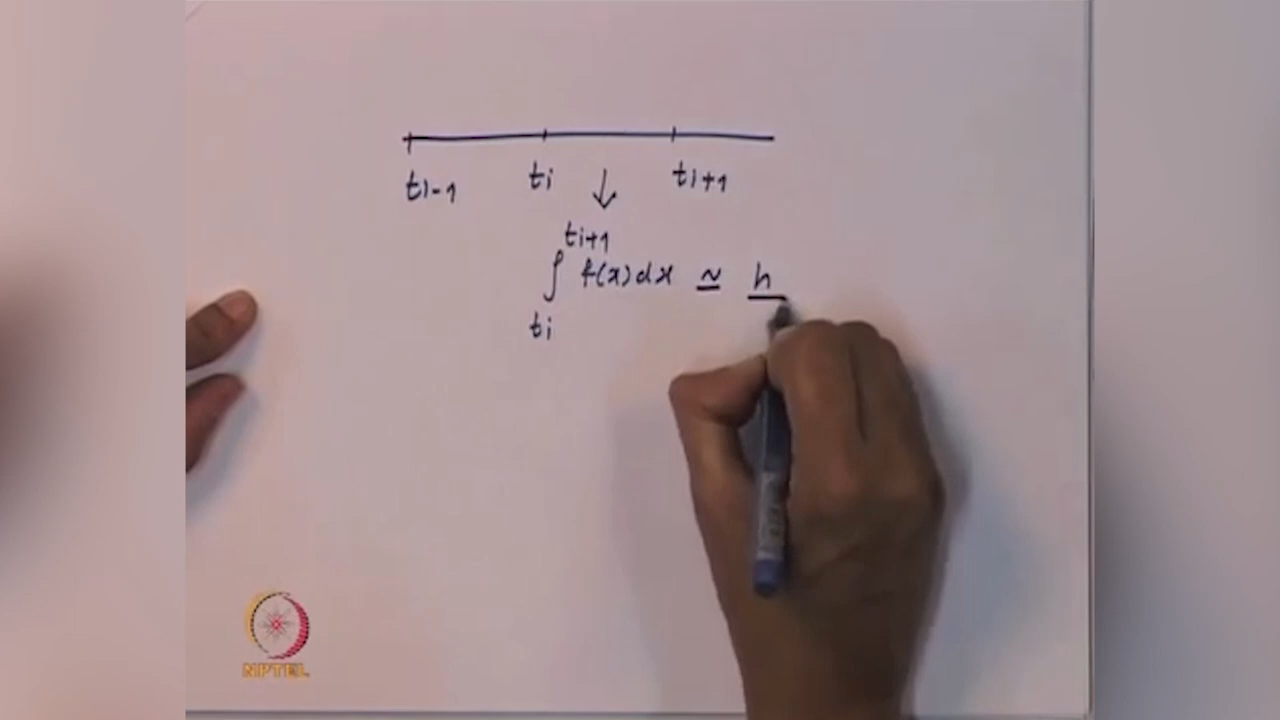 ti-1 ti ti+1
↓
ti+1
∫ f(x)dx ≃ h
ti
NPTEL